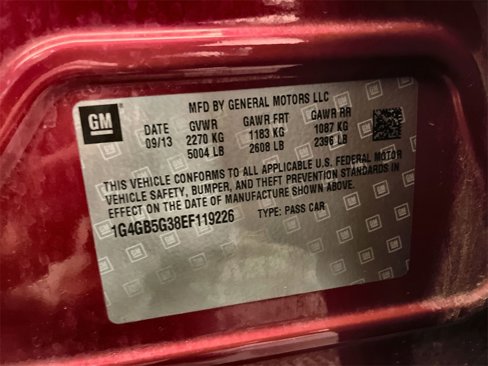 GM
MFD BY GENERAL MOTORS LLC
DATE GVWR GAWR FRT GAWR RR
09/13 2270 KG 1183 KG 1087 KG
5004 LB 2608 LB 2396 LB
THIS VEHICLE CONFORMS TO ALL APPLICABLE U.S. FEDERAL MOTOR
VEHICLE SAFETY, BUMPER, AND THEFT PREVENTION STANDARDS IN
EFFECT ON THE DATE OF MANUFACTURE SHOWN ABOVE.
1G4GB5G38EF119226 TYPE: PASS CAR